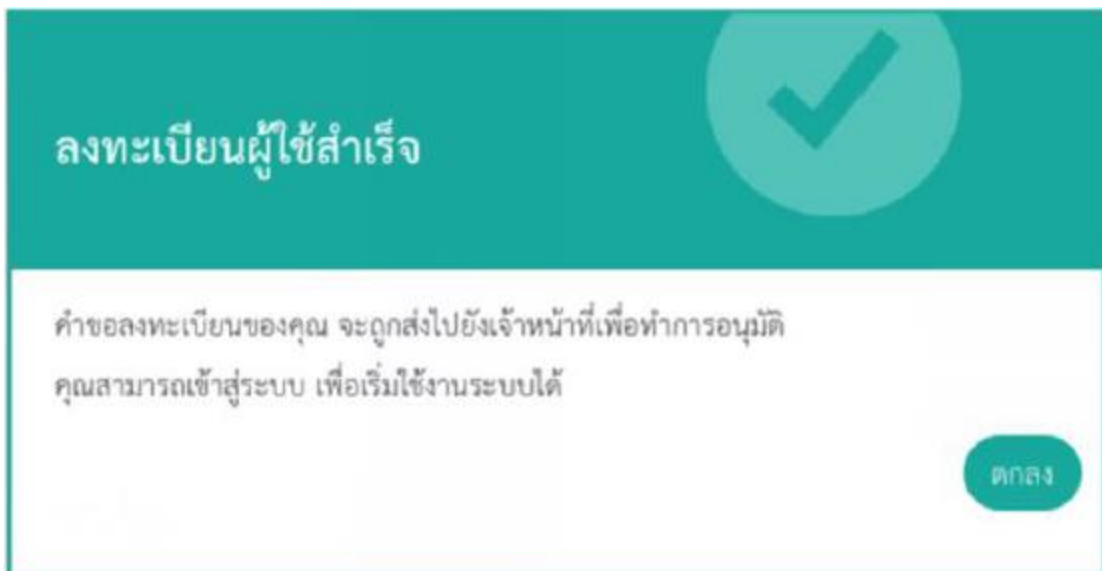 ลงทะเบียนผู้ใช้สำเร็จ
คำขอลงทะเบียนของคุณ จะถูกส่งไปยังเจ้าหน้าที่เพื่อทำการอนุมัติ
คุณสามารถเข้าสู่ระบบ เพื่อเริ่มใช้งานระบบได้
ตกลง